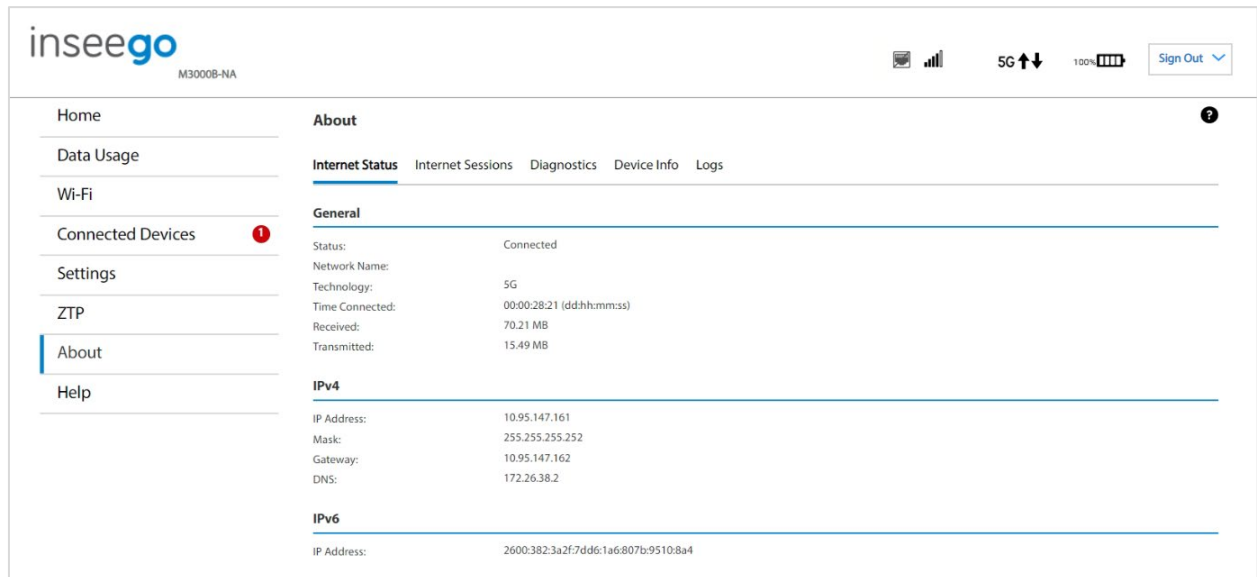 inseego
M3000B-NA
5G 100% Sign Out
Home
Data Usage
Wi-Fi
Connected Devices 1
Settings
ZTP
About
Help
About ?
Internet Status Internet Sessions Diagnostics Device Info Logs
General
Status: Connected
Network Name:
Technology: 5G
Time Connected: 00:00:28:21 (dd:hh:mm:ss)
Received: 70.21 MB
Transmitted: 15.49 MB
IPv4
IP Address: 10.95.147.161
Mask: 255.255.255.252
Gateway: 10.95.147.162
DNS: 172.26.38.2
IPv6
IP Address: 2600:382:3a2f:7dd6:1a6:807b:9510:8a4